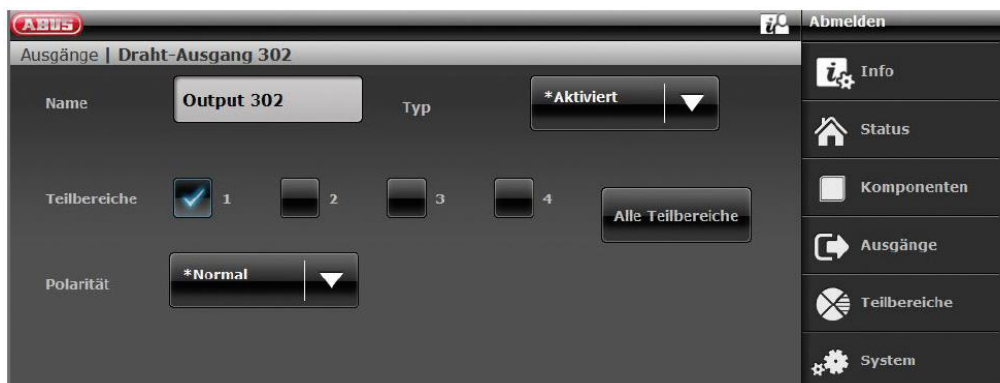 ABUS
Ausgänge | Draht-Ausgang 302
Name
Output 302
Typ
*Aktiviert
Teilbereiche
1
2
3
4
Alle Teilbereiche
Polarität
*Normal
Abmelden
Info
Status
Komponenten
Ausgänge
Teilbereiche
System